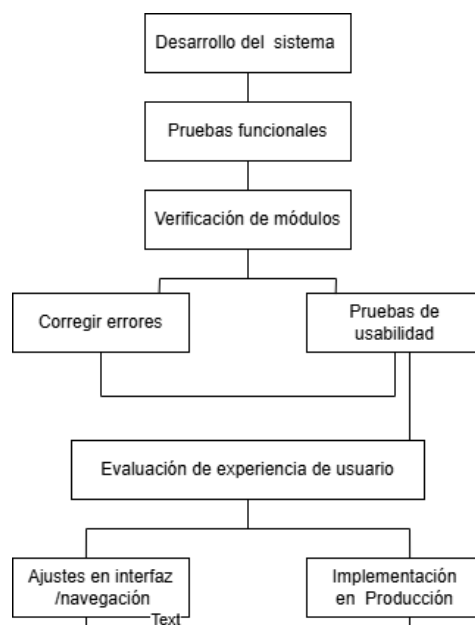 Desarrollo del sistema
Pruebas funcionales
Verificación de módulos
Corregir errores
Pruebas de
usabilidad
Evaluación de experiencia de usuario
Ajustes en interfaz
/navegación
Implementación
en Producción
Text